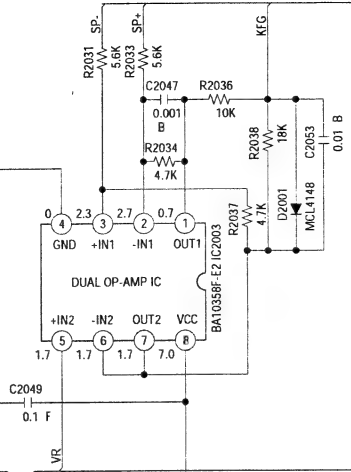 SP-
SP+
KFG
R2031
5.6K
R2033
5.6K
C2047
0.001
B
R2036
10K
R2034
4.7K
R2038
18K
C2053
0.01 B
D2001
MCL4148
R2037
4.7K
0
2.3
2.7
0.7
4
3
2
1
GND
+IN1
-IN1
OUT1
DUAL OP-AMP IC
BA10358F-E2 IC2003
+IN2
-IN2
OUT2
VCC
5
6
7
8
1.7
1.7
1.7
7.0
C2049
0.1 F
VR